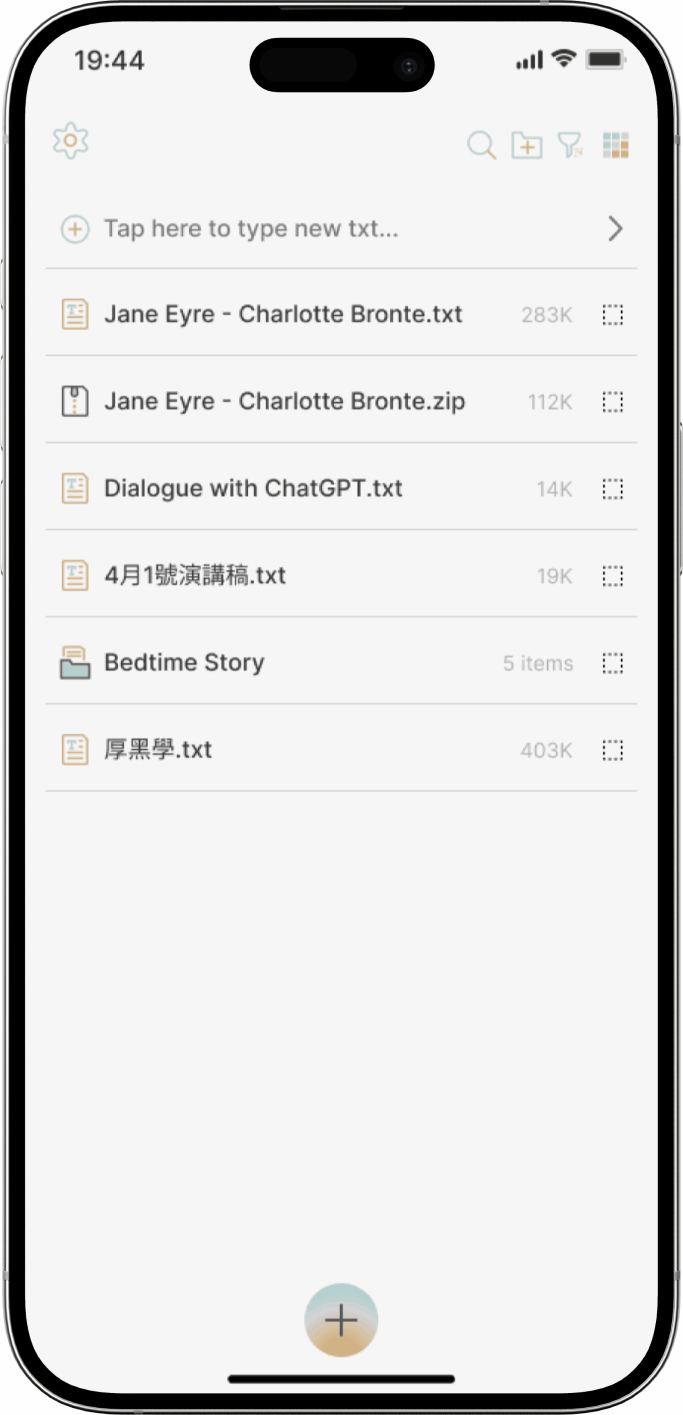 19:44
Tap here to type new txt...
Jane Eyre - Charlotte Bronte.txt 283K
Jane Eyre - Charlotte Bronte.zip 112K
Dialogue with ChatGPT.txt 14K
4月1號演講稿.txt 19K
Bedtime Story 5 items
厚黑學.txt 403K